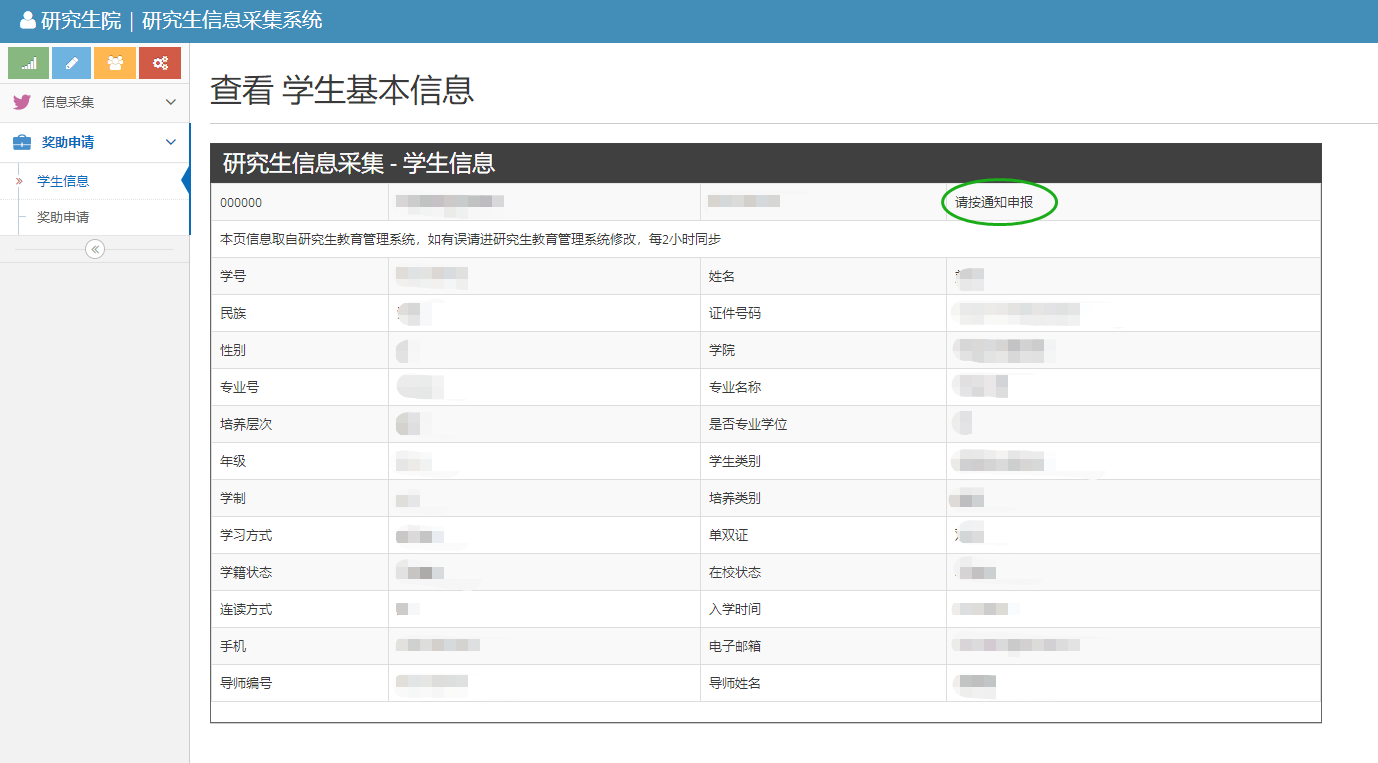 研究生院 | 研究生信息采集系统
信息采集
奖助申请
学生信息
奖助申请
查看 学生基本信息
研究生信息采集 - 学生信息
000000 请按通知申报
本页信息取自研究生教育管理系统，如有误请进研究生教育管理系统修改，每2小时同步
学号 姓名
民族 证件号码
性别 学院
专业号 专业名称
培养层次 是否专业学位
年级 学生类别
学制 培养类别
学习方式 单双证
学籍状态 在校状态
连读方式 入学时间
手机 电子邮箱
导师编号 导师姓名